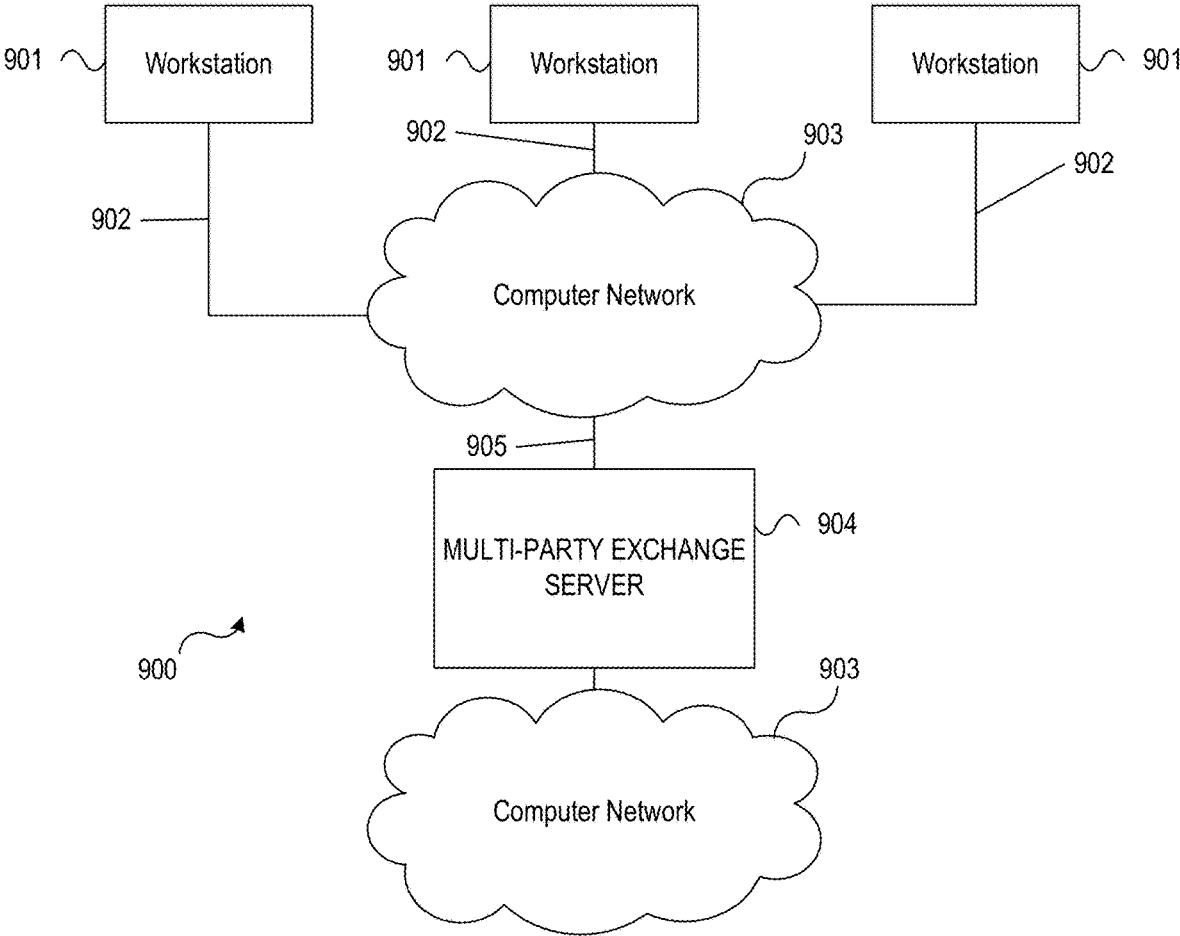 901
Workstation
901
Workstation
Workstation
901
902
903
902
902
Computer Network
905
MULTI-PARTY EXCHANGE
SERVER
904
900
903
Computer Network